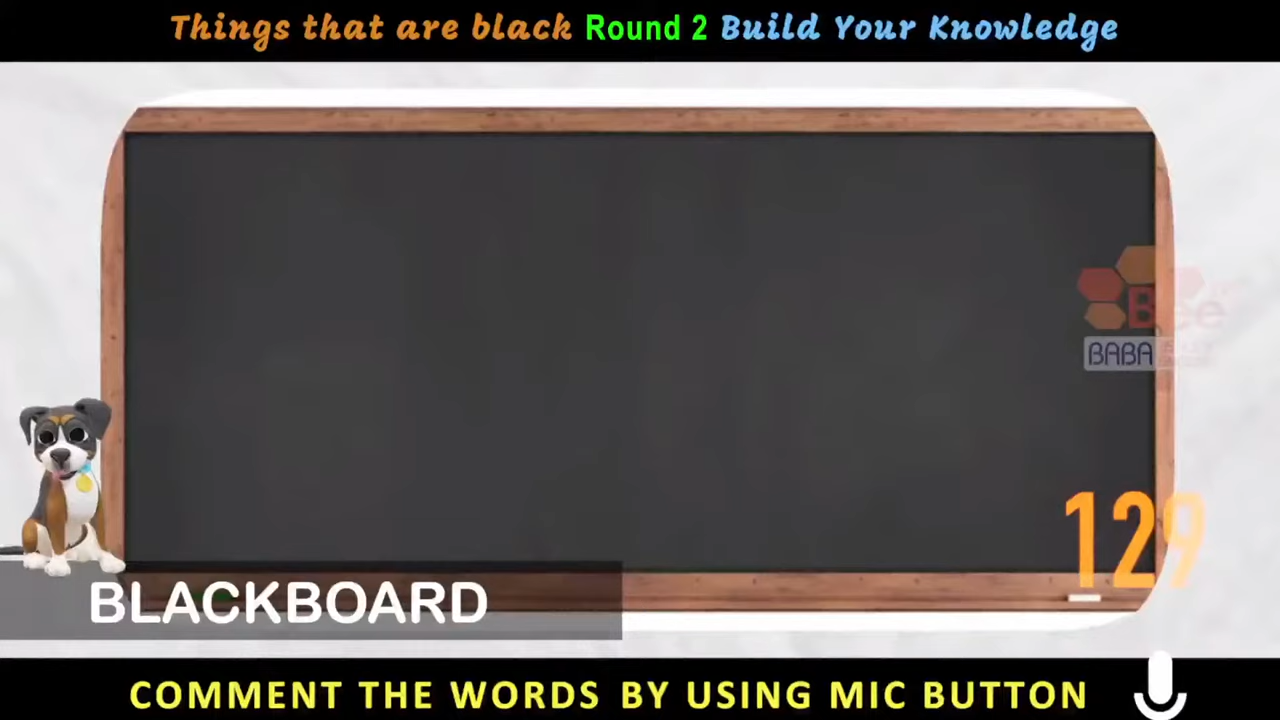 Things that are black Round 2 Build Your Knowledge
Bee
BABA
129
BLACKBOARD
COMMENT THE WORDS BY USING MIC BUTTON